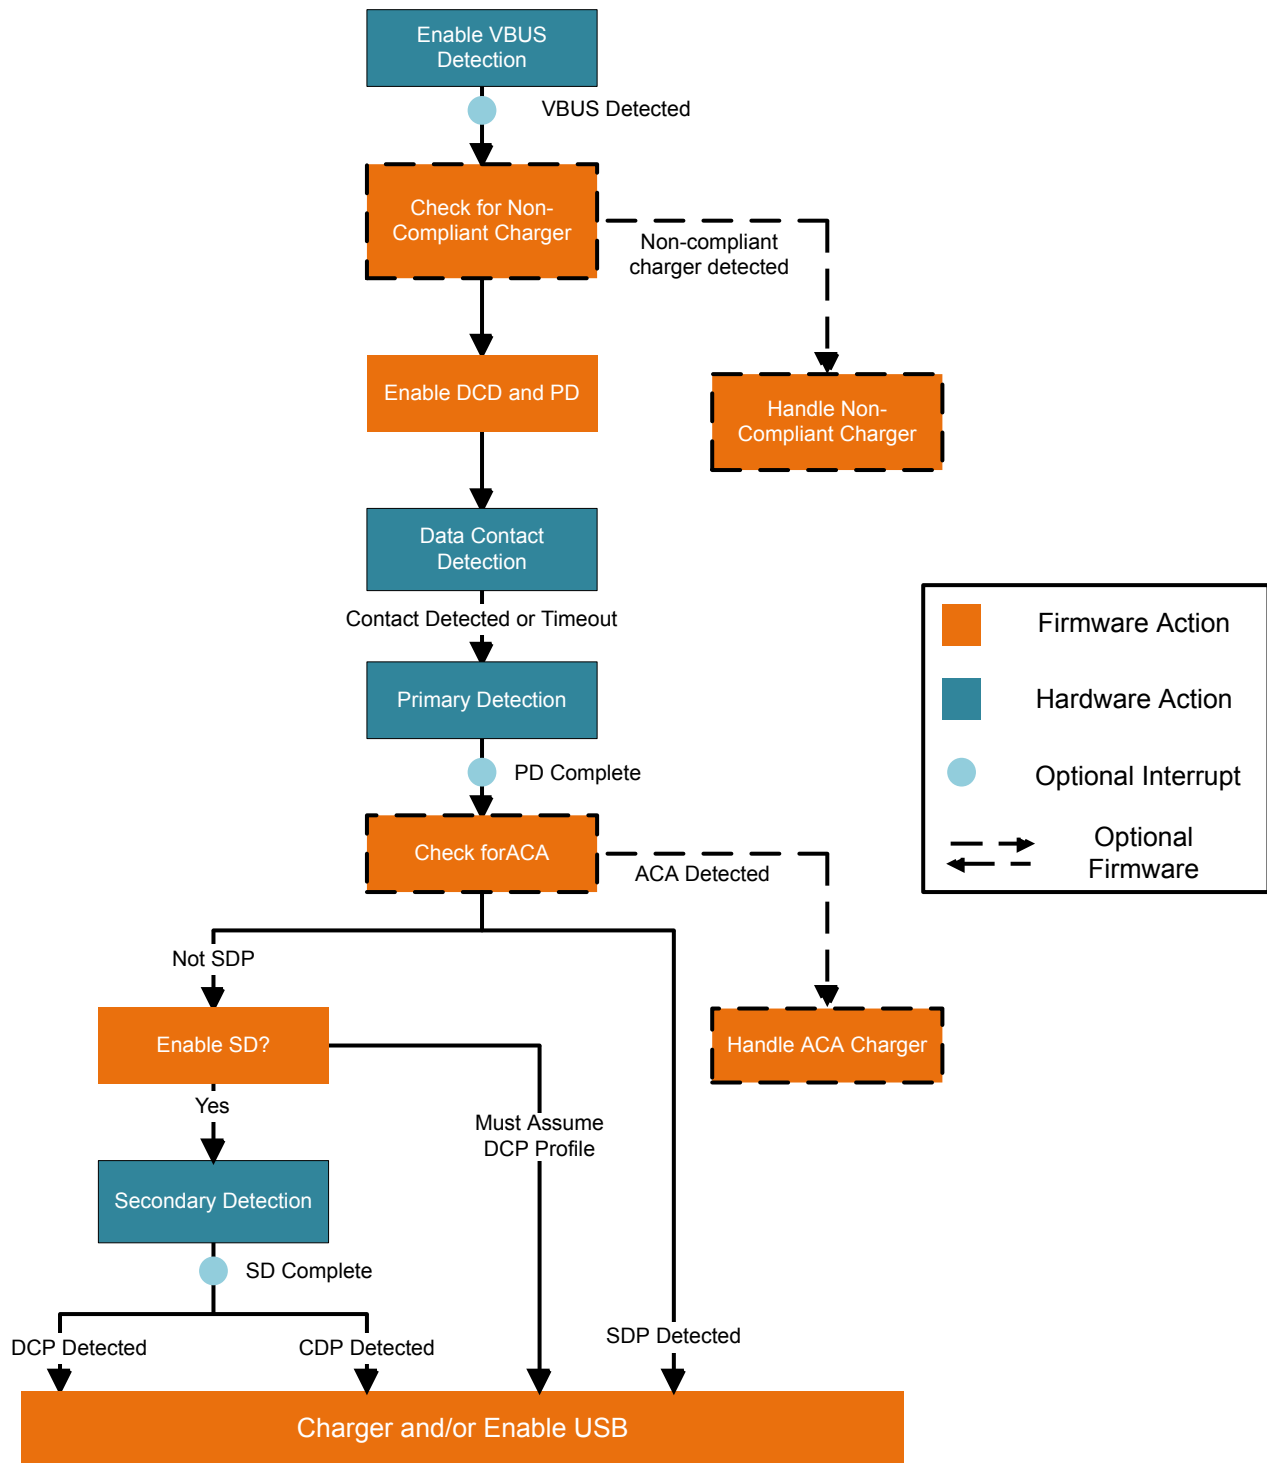 Enable VBUS
Detection
VBUS Detected
Check for Non-
Compliant Charger
Non-compliant
charger detected
Enable DCD and PD
Handle Non-
Compliant Charger
Data Contact
Detection
Contact Detected or Timeout
Primary Detection
PD Complete
Check forACA
ACA Detected
Not SDP
Enable SD?
Handle ACA Charger
Yes
Must Assume
DCP Profile
Secondary Detection
SD Complete
DCP Detected
CDP Detected
SDP Detected
Charger and/or Enable USB
Firmware Action
Hardware Action
Optional Interrupt
Optional
Firmware